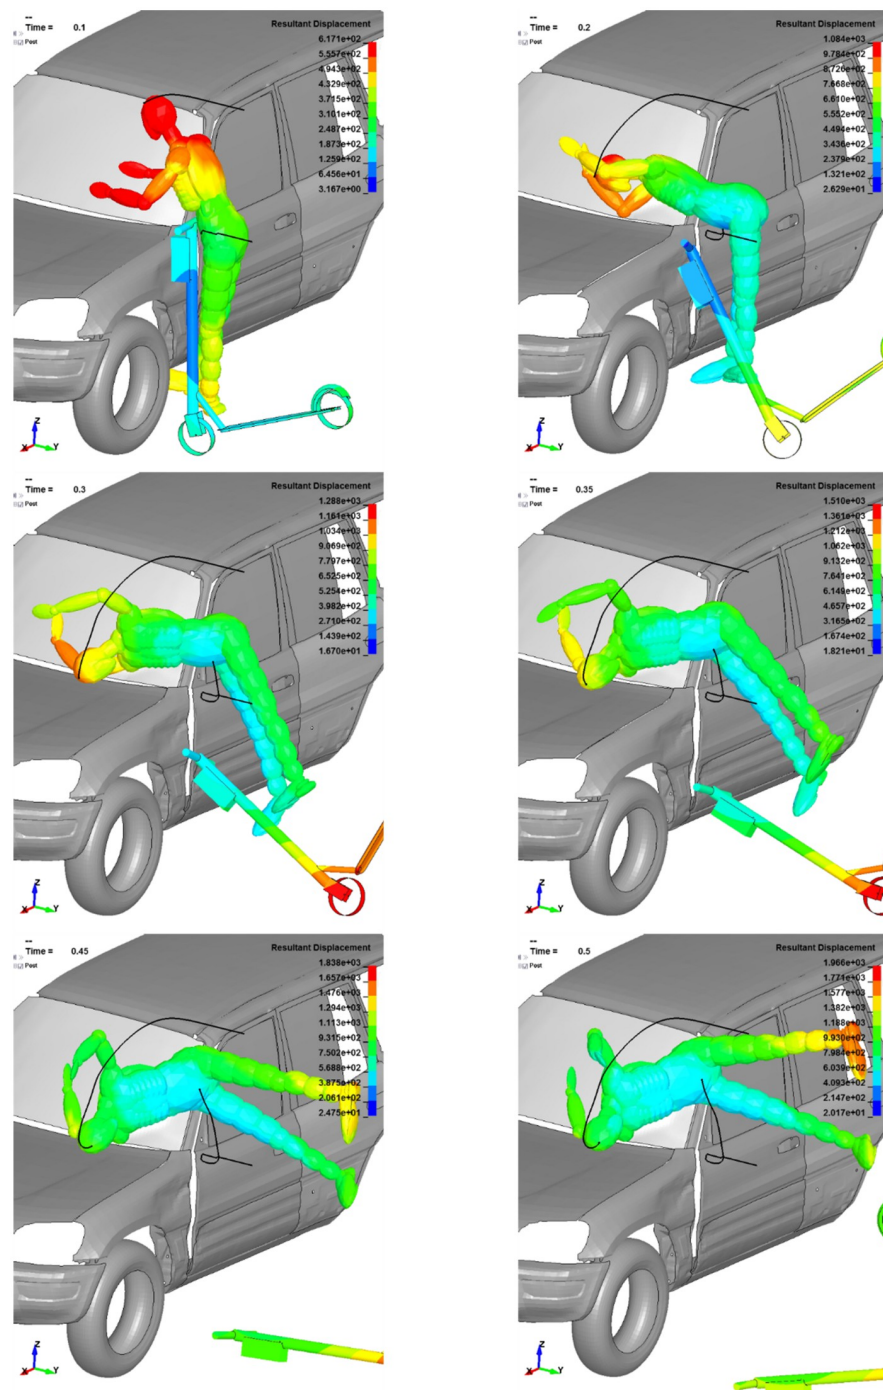 --
Time = 0.1
Post
Resultant Displacement
6.171e+02
5.557e+02
4.943e+02
4.329e+02
3.715e+02
3.101e+02
2.487e+02
1.873e+02
1.259e+02
6.456e+01
3.167e+00
Z
X
Y
--
Time = 0.2
Post
Resultant Displacement
1.084e+03
9.784e+02
8.726e+02
7.668e+02
6.610e+02
4.494e+02
3.436e+02
2.379e+02
1.321e+02
2.629e+01
Z
X
Y
--
Time = 0.3
Post
Resultant Displacement
1.288e+03
1.161e+03
1.034e+03
9.069e+02
7.797e+02
6.525e+02
5.254e+02
3.982e+02
2.710e+02
1.439e+02
1.670e+01
Z
X
Y
--
Time = 0.35
Post
Resultant Displacement
1.510e+03
1.361e+03
1.212e+03
1.062e+03
9.132e+02
7.641e+02
6.149e+02
4.657e+02
3.165e+02
1.674e+02
1.821e+01
Z
X
Y
--
Time = 0.45
Post
Resultant Displacement
1.838e+03
1.657e+03
1.476e+03
1.294e+03
1.113e+03
9.315e+02
7.502e+02
5.688e+02
3.875e+02
2.061e+02
2.475e+01
Z
X
Y
--
Time = 0.5
Post
Resultant Displacement
1.966e+03
1.771e+03
1.577e+03
1.382e+03
1.188e+03
9.930e+02
7.984e+02
6.039e+02
4.093e+02
2.147e+02
2.017e+01
Z
X
Y